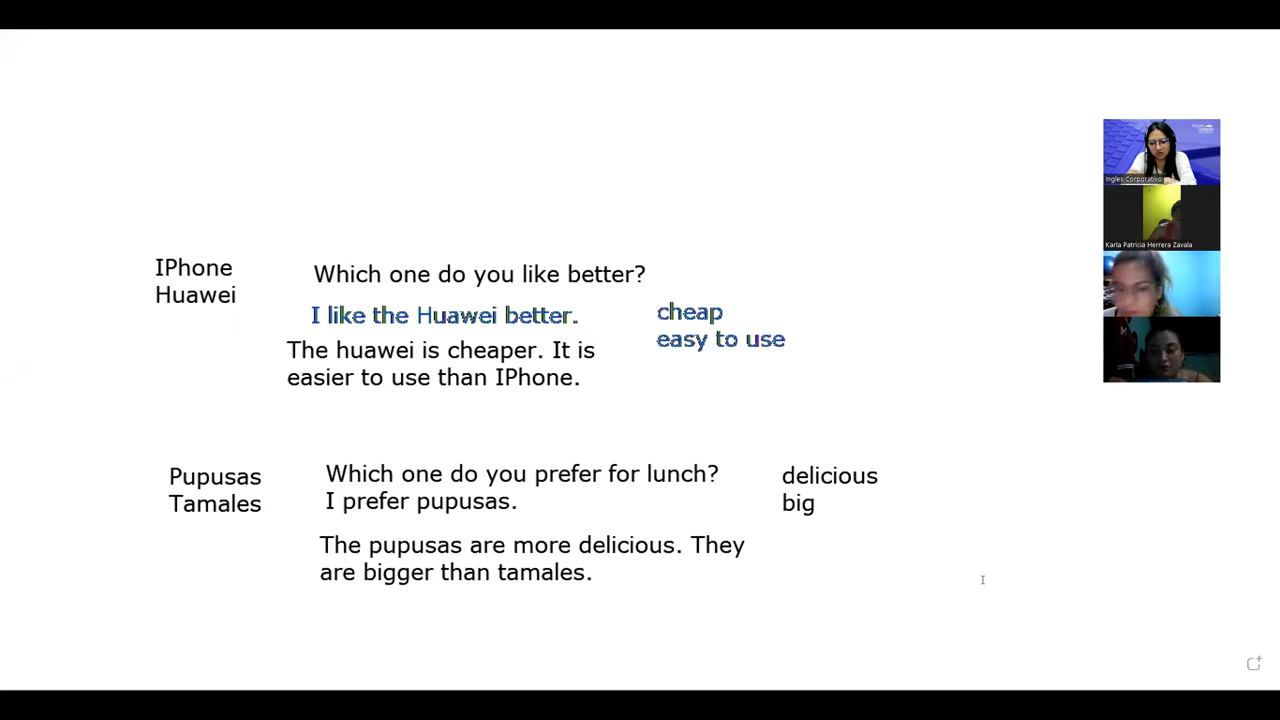 IPhone
Huawei
Which one do you like better?
I like the Huawei better.
cheap
easy to use
The huawei is cheaper. It is
easier to use than IPhone.
Pupusas
Tamales
Which one do you prefer for lunch?
I prefer pupusas.
delicious
big
The pupusas are more delicious. They
are bigger than tamales.
Ingles Corporativo
Karla Patricia Herrera Zavala